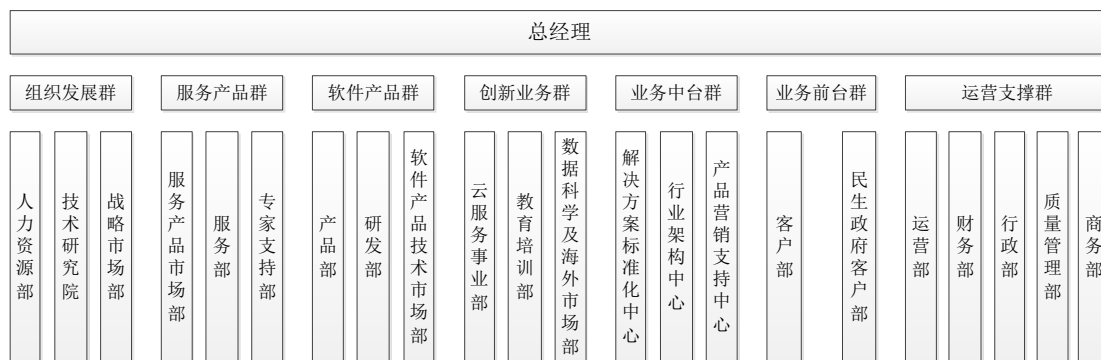 总经理
组织发展群
服务产品群
软件产品群
创新业务群
业务中台群
业务前台群
运营支撑群
人力资源部
技术研究院
战略市场部
服务产品市场部
服务部
专家支持部
产品部
研发部
软件产品技术市场部
云服务事业部
教育培训部
数据科学及海外市场部
解决方案标准化中心
行业架构中心
产品营销支持中心
客户部
民生政府客户部
运营部
财务部
行政部
质量管理部
商务部